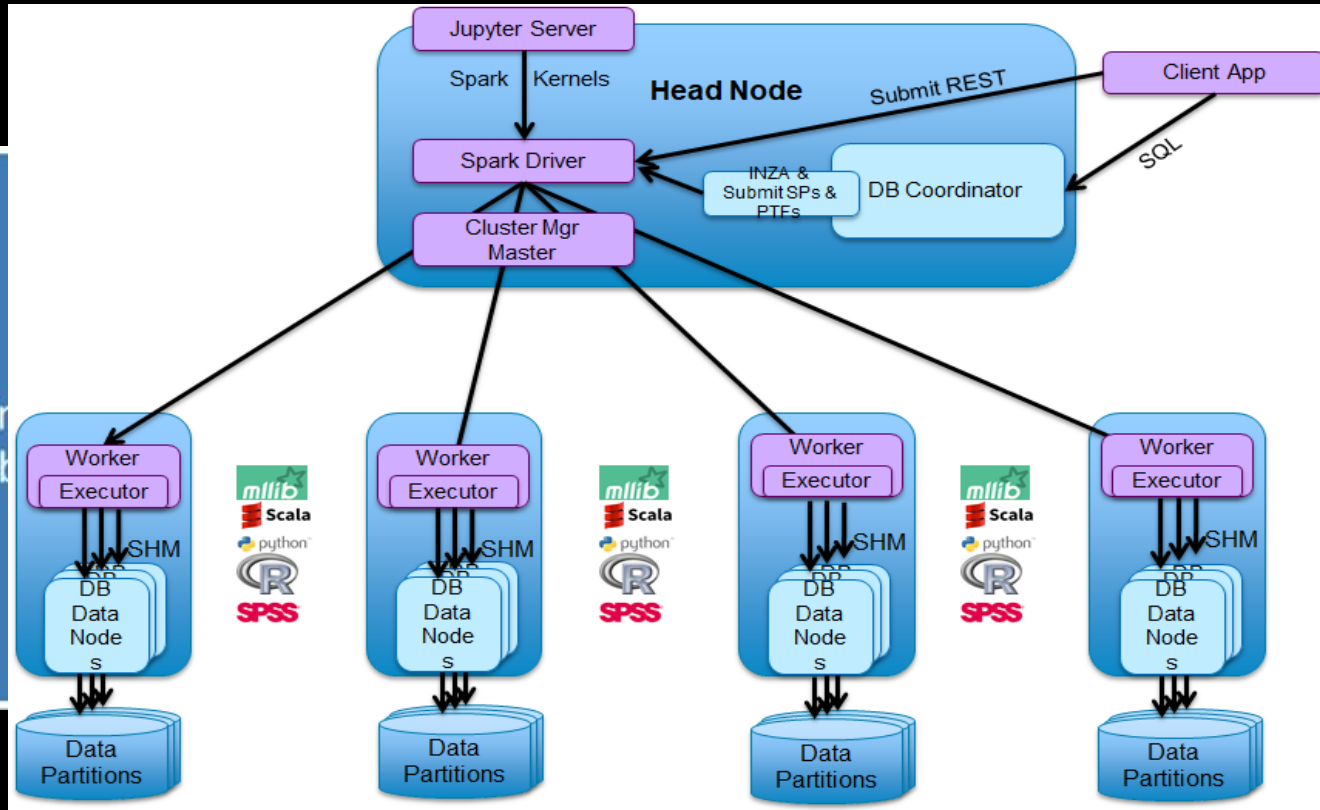 Jupyter Server
Spark Kernels
Head Node
Submit REST
Client App
SQL
Spark Driver
INZA &
Submit SPs &
PTFs
DB Coordinator
Cluster Mgr
Master
Worker
Executor
SHM
DB
Data
Node
s
Data
Partitions
mllib
Scala
python
R
SPSS
Worker
Executor
SHM
DB
Data
Node
s
Data
Partitions
mllib
Scala
python
R
SPSS
Worker
Executor
SHM
DB
Data
Node
s
Data
Partitions
mllib
Scala
python
R
SPSS
Worker
Executor
SHM
DB
Data
Node
s
Data
Partitions